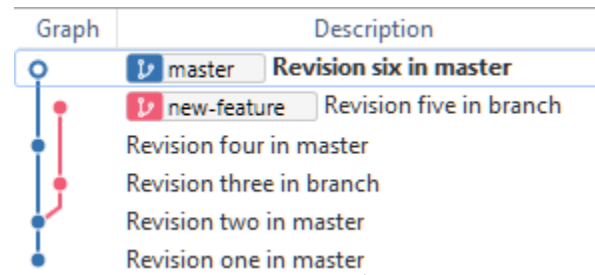 Graph Description
master Revision six in master
new-feature Revision five in branch
Revision four in master
Revision three in branch
Revision two in master
Revision one in master